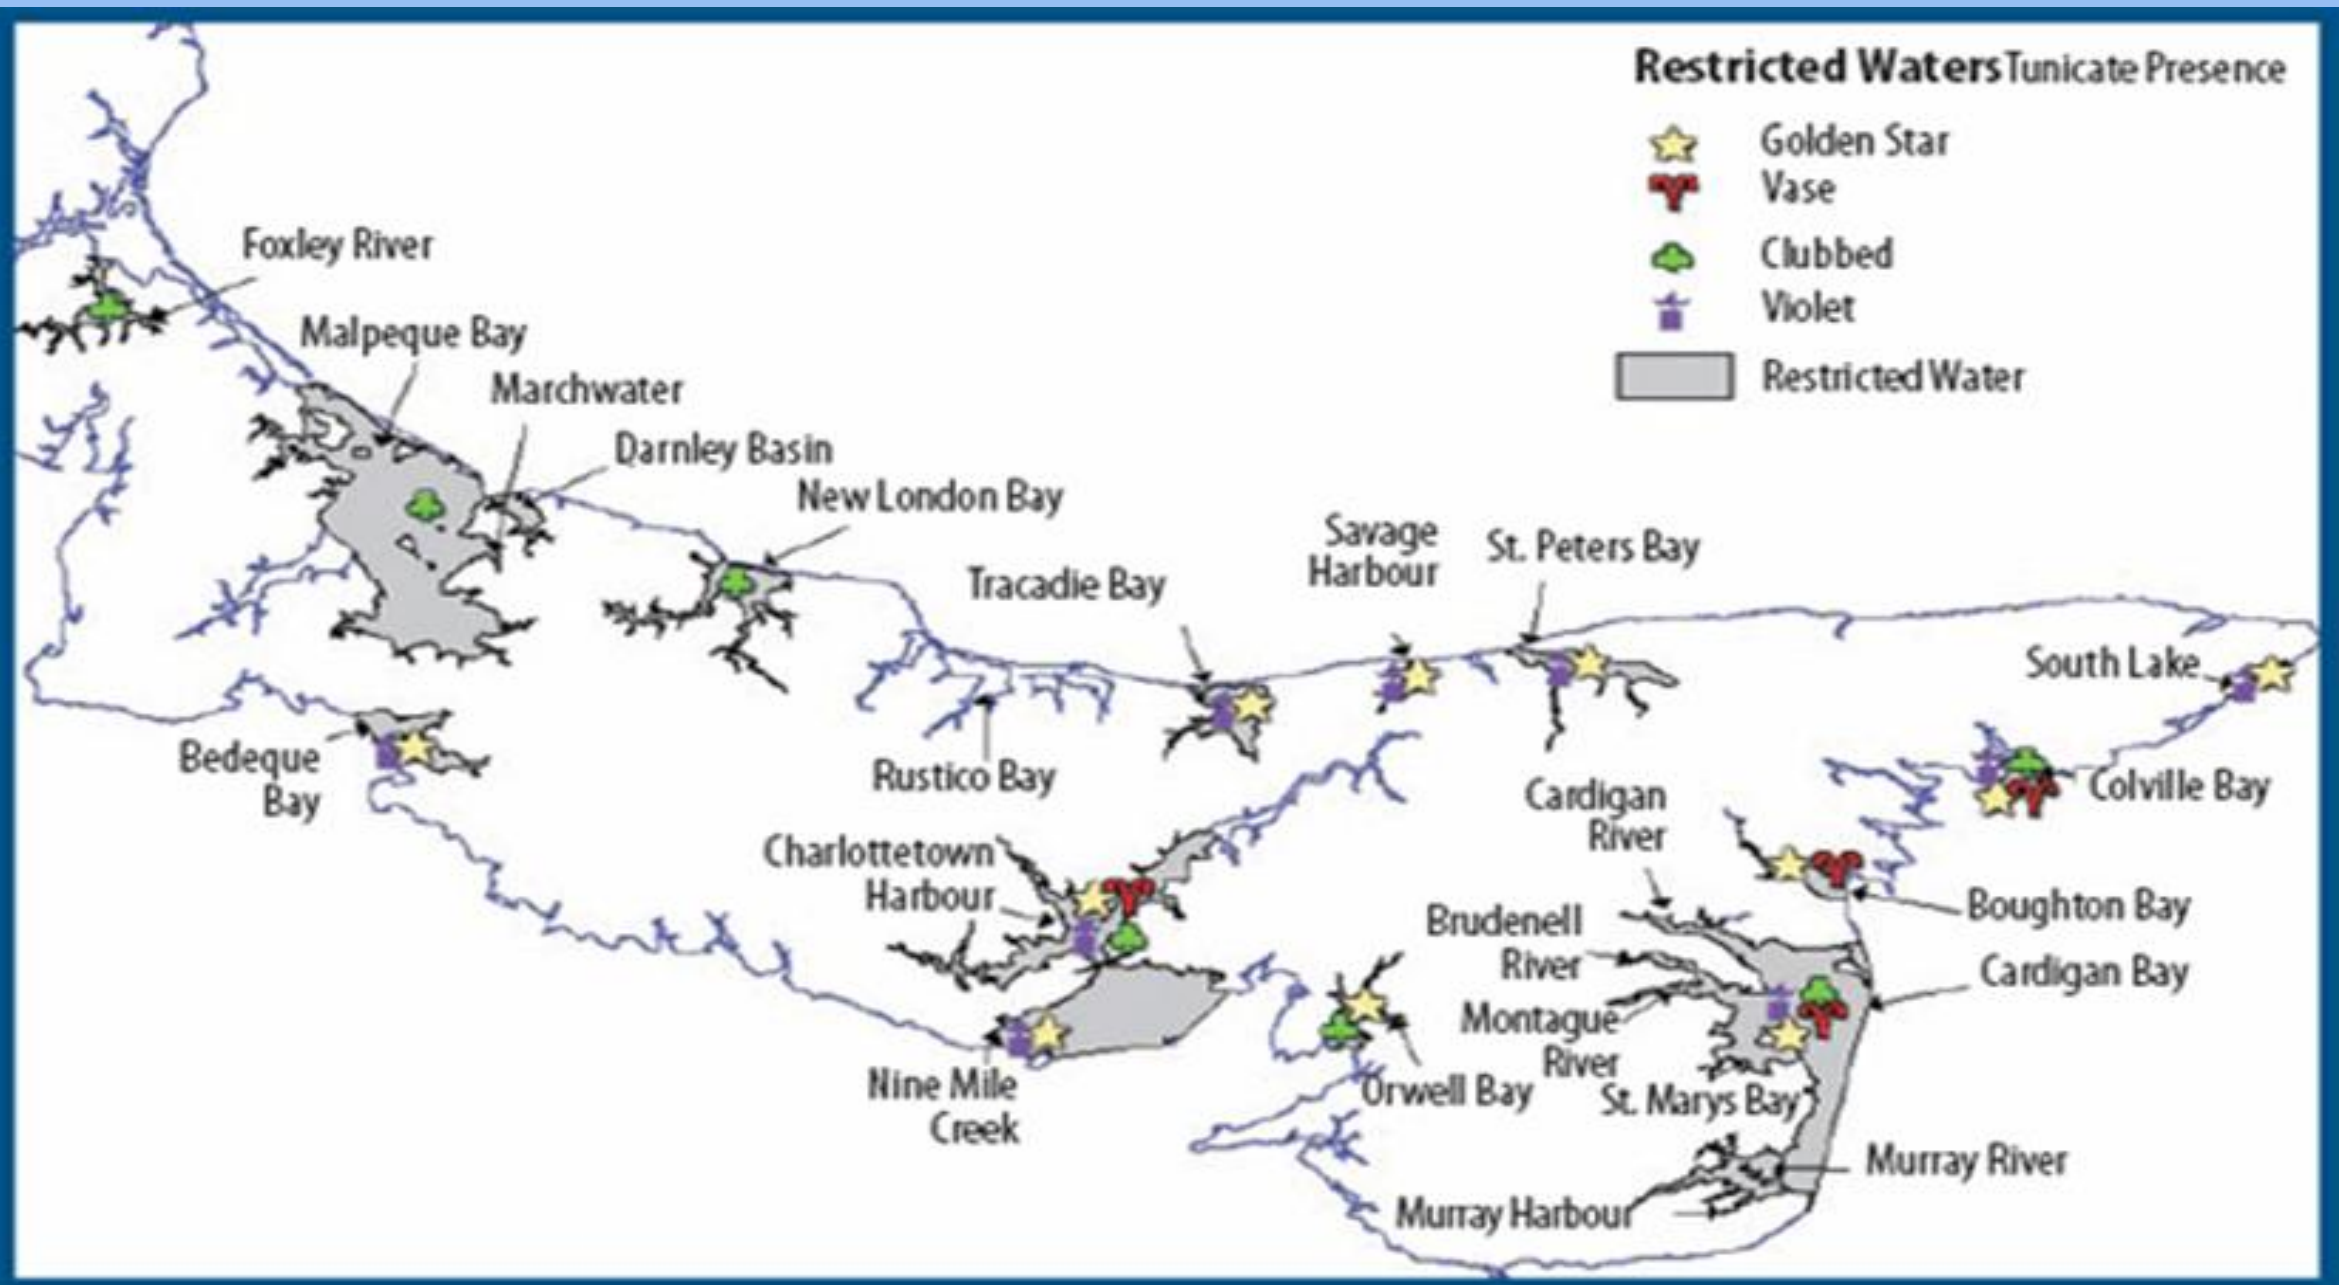 Restricted Waters Tunicate Presence
Golden Star
Vase
Clubbed
Violet
Restricted Water
Foxley River
Malpeque Bay
Marchwater
Darnley Basin
New London Bay
Tracadie Bay
Savage
Harbour
St. Peters Bay
South Lake
Rustico Bay
Bedeque
Bay
Colville Bay
Cardigan
River
Charlottetown
Harbour
Boughton Bay
Brudenell
River
Cardigan Bay
Montague
River
Nine Mile
Creek
Orwell Bay
St. Marys Bay
Murray River
Murray Harbour